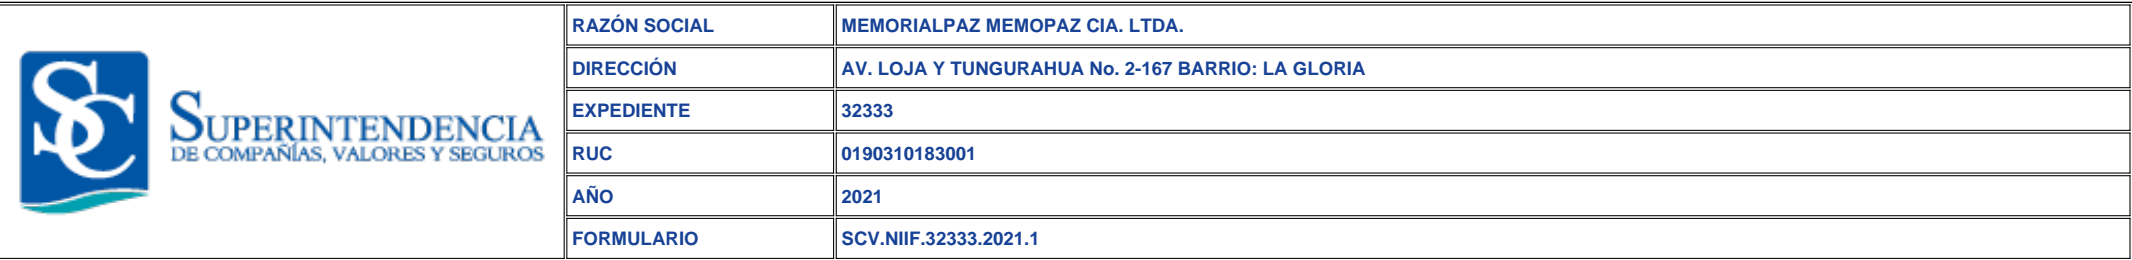 SC
SUPERINTENDENCIA
DE COMPAÑÍAS, VALORES Y SEGUROS
RAZÓN SOCIAL MEMORIALPAZ MEMOPAZ CIA. LTDA.
DIRECCIÓN AV. LOJA Y TUNGURAHUA No. 2-167 BARRIO: LA GLORIA
EXPEDIENTE 32333
RUC 0190310183001
AÑO 2021
FORMULARIO SCV.NIIF.32333.2021.1